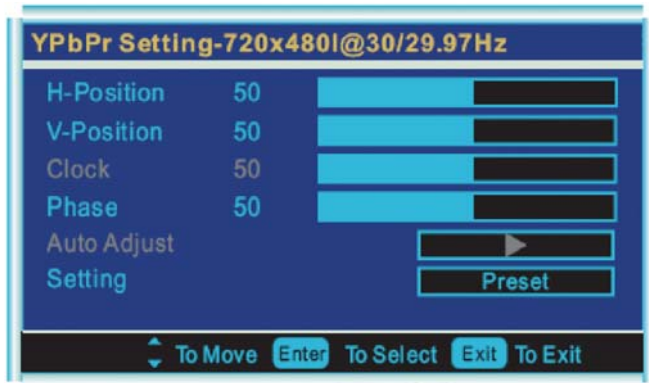 YPbPr Setting-720x480I@30/29.97Hz
H-Position 50
V-Position 50
Clock 50
Phase 50
Auto Adjust
Setting Preset
To Move Enter To Select Exit To Exit